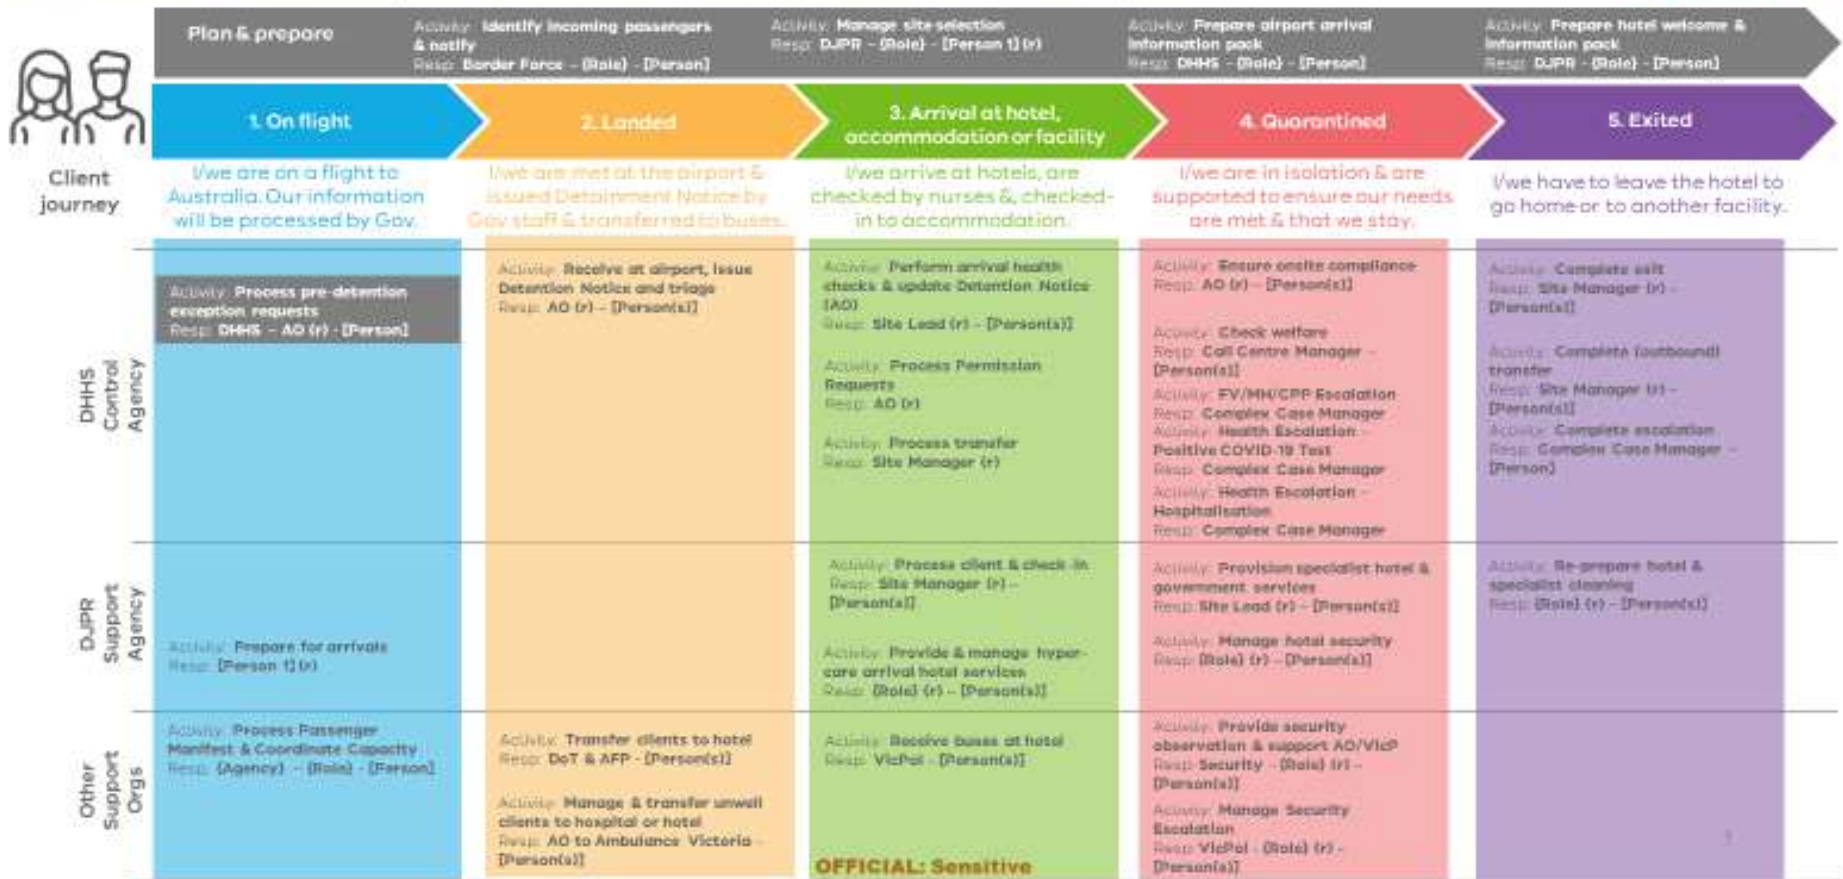 Plan & prepare
Activity: Identify incoming passengers
& notify
Resp: Border Force - {Role} - [Person]
Activity: Manage site selection
Resp: DJPR - {Role} - [Person 1] (r)
Activity: Prepare airport arrival
information pack
Resp: DHHS - {Role} - [Person]
Activity: Prepare hotel welcome &
information pack
Resp: DJPR - {Role} - [Person]
1. On flight
2. Landed
3. Arrival at hotel,
accommodation or facility
4. Quarantined
5. Exited
Client
journey
I/we are on a flight to
Australia. Our information
will be processed by Gov.
I/we are met at the airport &
issued Detainment Notice by
Gov staff & transferred to buses.
I/we arrive at hotels, are
checked by nurses &, checked-
in to accommodation.
I/we are in isolation & are
supported to ensure our needs
are met & that we stay.
I/we have to leave the hotel to
go home or to another facility.
DHHS
Control
Agency
Activity: Process pre-detention
exception requests
Resp: DHHS - AO (r) - [Person]
Activity: Receive at airport, issue
Detention Notice and triage
Resp: AO (r) - [Person(s)]
Activity: Perform arrival health
checks & update Detention Notice
(AO)
Resp: Site Lead (r) - [Person(s)]
Activity: Process Permission
Requests
Resp: AO (r)
Activity: Process transfer
Resp: Site Manager (r)
Activity: Ensure onsite compliance
Resp: AO (r) - [Person(s)]
Activity: Check welfare
Resp: Call Centre Manager -
[Person(s)]
Activity: FV/MH/CPP Escalation
Resp: Complex Case Manager
Activity: Health Escalation -
Positive COVID-19 Test
Resp: Complex Case Manager
Activity: Health Escalation -
Hospitalisation
Resp: Complex Case Manager
Activity: Complete exit
Resp: Site Manager (r) -
[Person(s)]
Activity: Complete (outbound)
transfer
Resp: Site Manager (r) -
[Person(s)]
Activity: Complete escalation
Resp: Complex Case Manager -
[Person]
DJPR
Support
Agency
Activity: Prepare for arrivals
Resp: [Person 1] (r)
Activity: Process client & check-in
Resp: Site Manager (r) -
[Person(s)]
Activity: Provide & manage hyper-
care arrival hotel services
Resp: {Role} (r) - [Person(s)]
Activity: Provision specialist hotel &
government services
Resp: Site Lead (r) - [Person(s)]
Activity: Manage hotel security
Resp: {Role} (r) - [Person(s)]
Activity: Re-prepare hotel &
specialist cleaning
Resp: {Role} (r) - [Person(s)]
Other
Support
Orgs
Activity: Process Passenger
Manifest & Coordinate Capacity
Resp: {Agency} - {Role} - [Person]
Activity: Transfer clients to hotel
Resp: DoT & AFP - [Person(s)]
Activity: Manage & transfer unwell
clients to hospital or hotel
Resp: AO to Ambulance Victoria -
[Person(s)]
Activity: Receive buses at hotel
Resp: VicPol - [Person(s)]
Activity: Provide security
observation & support AO/VicP
Resp: Security - {Role} (r) -
[Person(s)]
Activity: Manage Security
Escalation
Resp: VicPol - {Role} (r) -
[Person(s)]
OFFICIAL: Sensitive